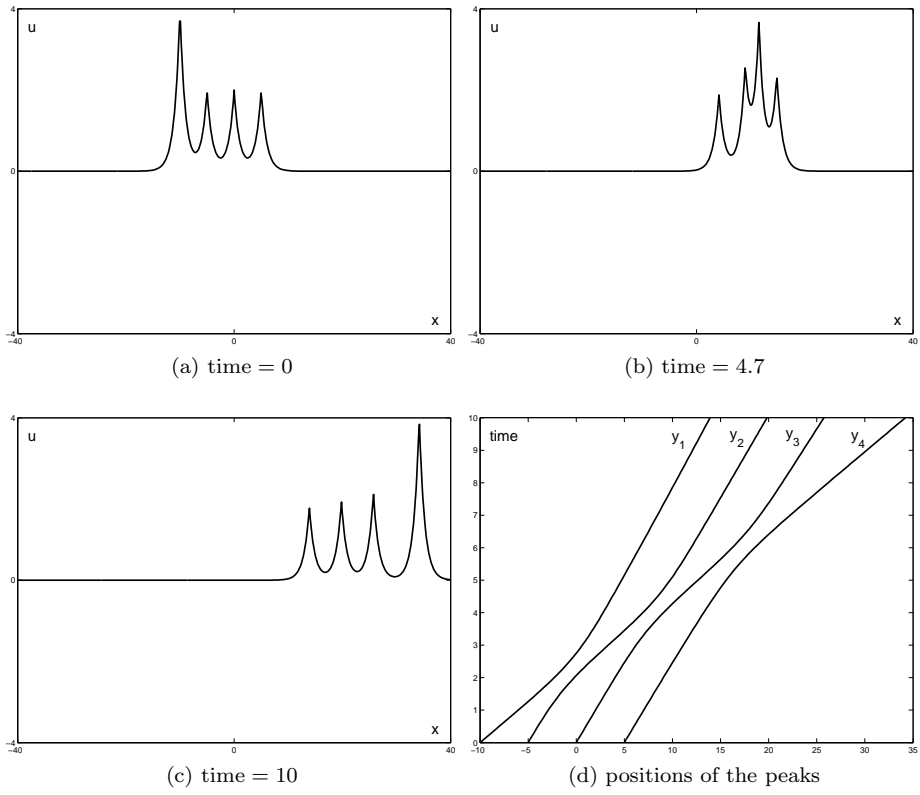 4
u
0
x
−4
−40 0 40
(a) time = 0
4
u
0
x
−4
−40 0 40
(b) time = 4.7
4
u
0
x
−4
−40 0 40
(c) time = 10
10
time y1 y2 y3 y4
9
8
7
6
5
4
3
2
1
0
−10 −5 0 5 10 15 20 25 30 35
(d) positions of the peaks